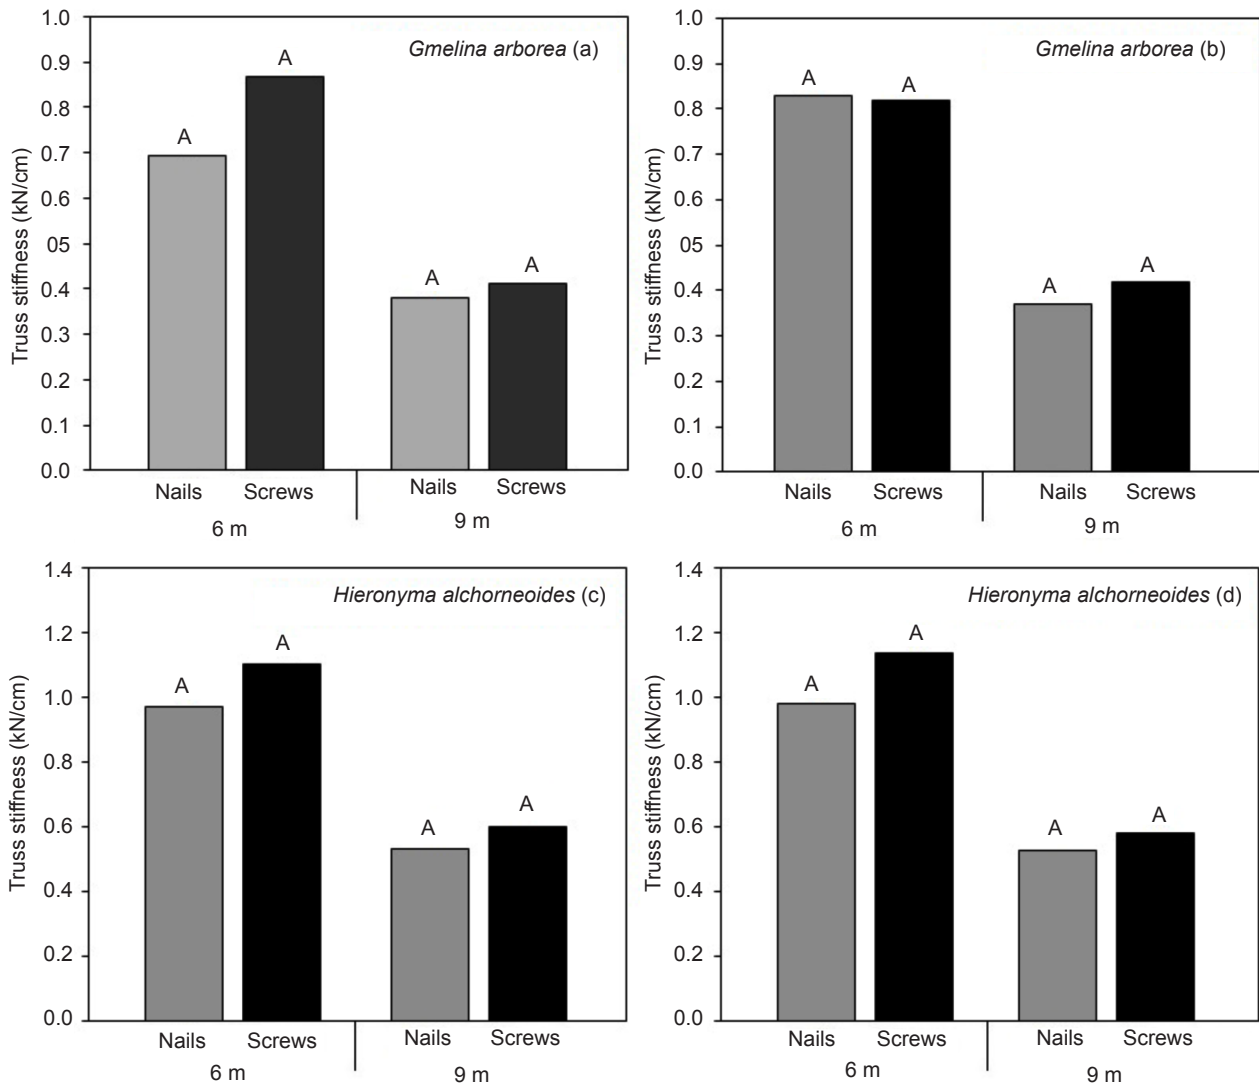 Gmelina arborea (a)
Truss stiffness (kN/cm)
1.0
0.9
0.8
0.7
0.6
05
0.4
0.3
0.2
0.1
0.0
A
A
A
A
Nails
Screws
Nails
Screws
6 m
9 m
Gmelina arborea (b)
Truss stiffness (kN/cm)
1.0
0.9
0.8
0.7
0.6
05
0.4
0.3
0.2
0.1
0.0
A
A
A
A
Nails
Screws
Nails
Screws
6 m
9 m
Hieronyma alchorneoides (c)
Truss stiffness (kN/cm)
1.4
1.2
1.0
0.8
0.6
0.4
0.2
0.0
A
A
A
A
Nails
Screws
Nails
Screws
6 m
9 m
Hieronyma alchorneoides (d)
Truss stiffness (kN/cm)
1.4
1.2
1.0
0.8
0.6
0.4
0.2
0.0
A
A
A
A
Nails
Screws
Nails
Screws
6 m
9 m